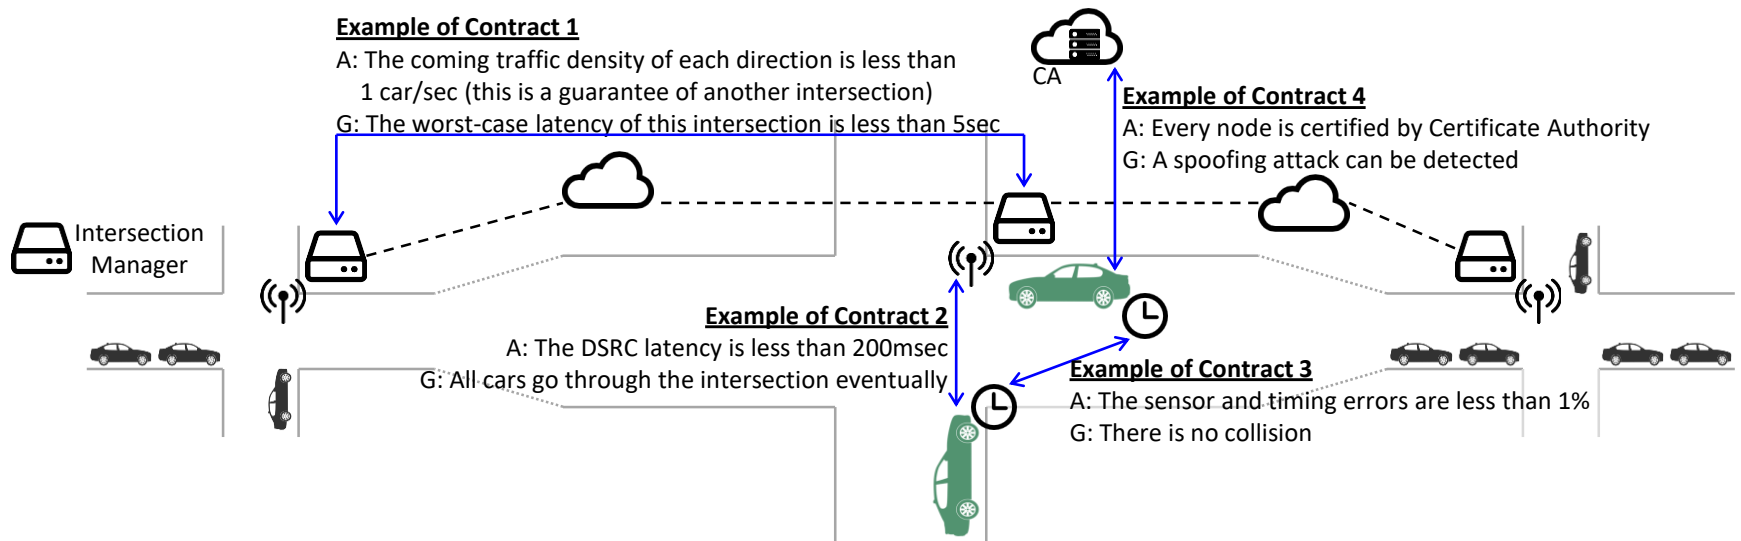 Example of Contract 1
A: The coming traffic density of each direction is less than
1 car/sec (this is a guarantee of another intersection)
G: The worst-case latency of this intersection is less than 5sec
CA
Example of Contract 4
A: Every node is certified by Certificate Authority
G: A spoofing attack can be detected
Intersection
Manager
Example of Contract 2
A: The DSRC latency is less than 200msec
G: All cars go through the intersection eventually
Example of Contract 3
A: The sensor and timing errors are less than 1%
G: There is no collision